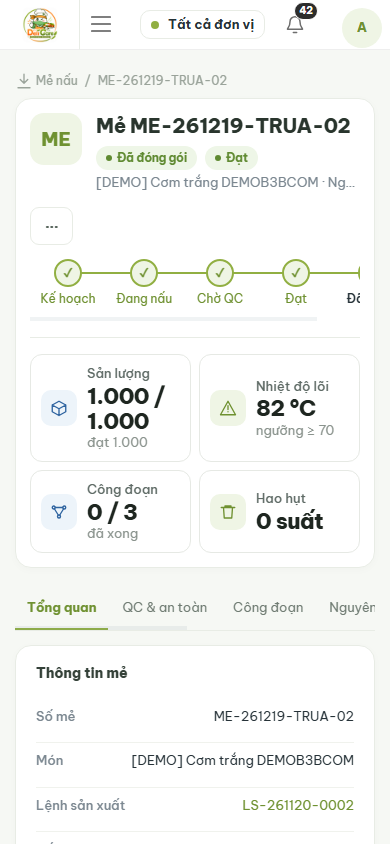 Tất cả đơn vị
42
A
Mẻ nấu / ME-261219-TRUA-02
ME
Mẻ ME-261219-TRUA-02
Đã đóng gói
Đạt
[DEMO] Cơm trắng DEMOB3BCOM · Ng...
...
Kế hoạch
Đang nấu
Chờ QC
Đạt
Sản lượng
1.000 /
1.000
đạt 1.000
Nhiệt độ lõi
82 °C
ngưỡng ≥ 70
Công đoạn
0 / 3
đã xong
Hao hụt
0 suất
Tổng quan
QC & an toàn
Công đoạn
Nguyên
Thông tin mẻ
Số mẻ
ME-261219-TRUA-02
Món
[DEMO] Cơm trắng DEMOB3BCOM
Lệnh sản xuất
LS-261120-0002